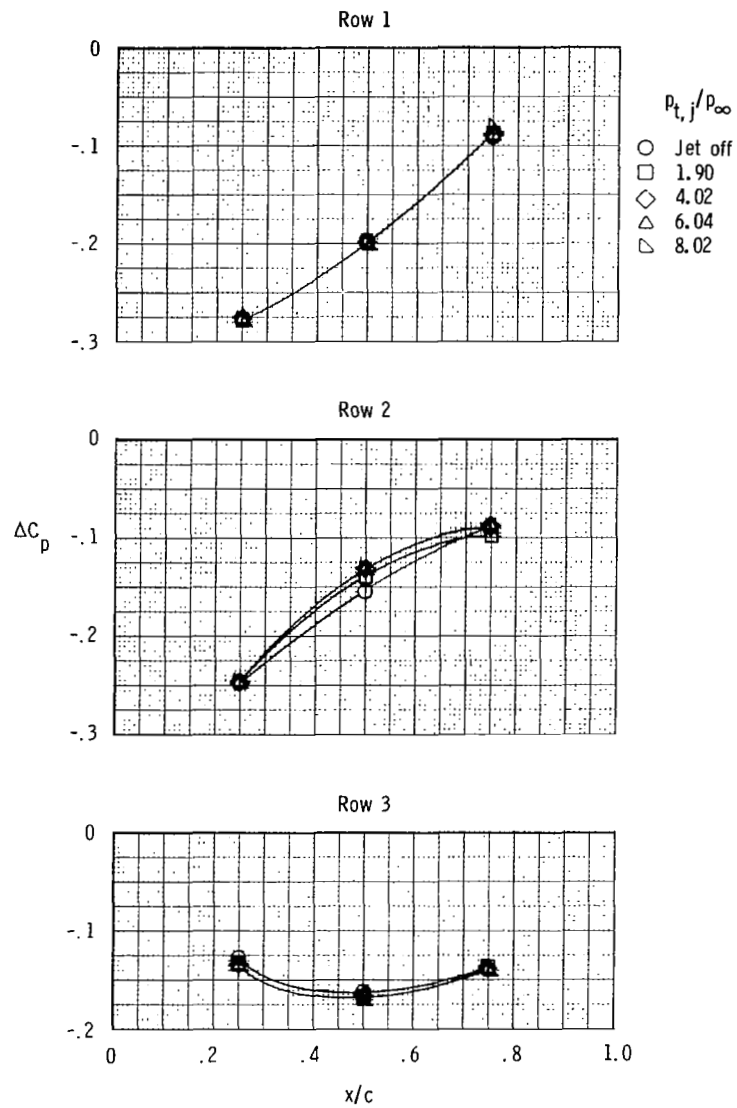 Row 1
0
-.1
-.2
-.3
p_{t,j}/p_∞
Jet off
1.90
4.02
6.04
8.02
Row 2
0
-.1
-.2
-.3
ΔC_p
Row 3
0
-.1
-.2
0 .2 .4 .6 .8 1.0
x/c